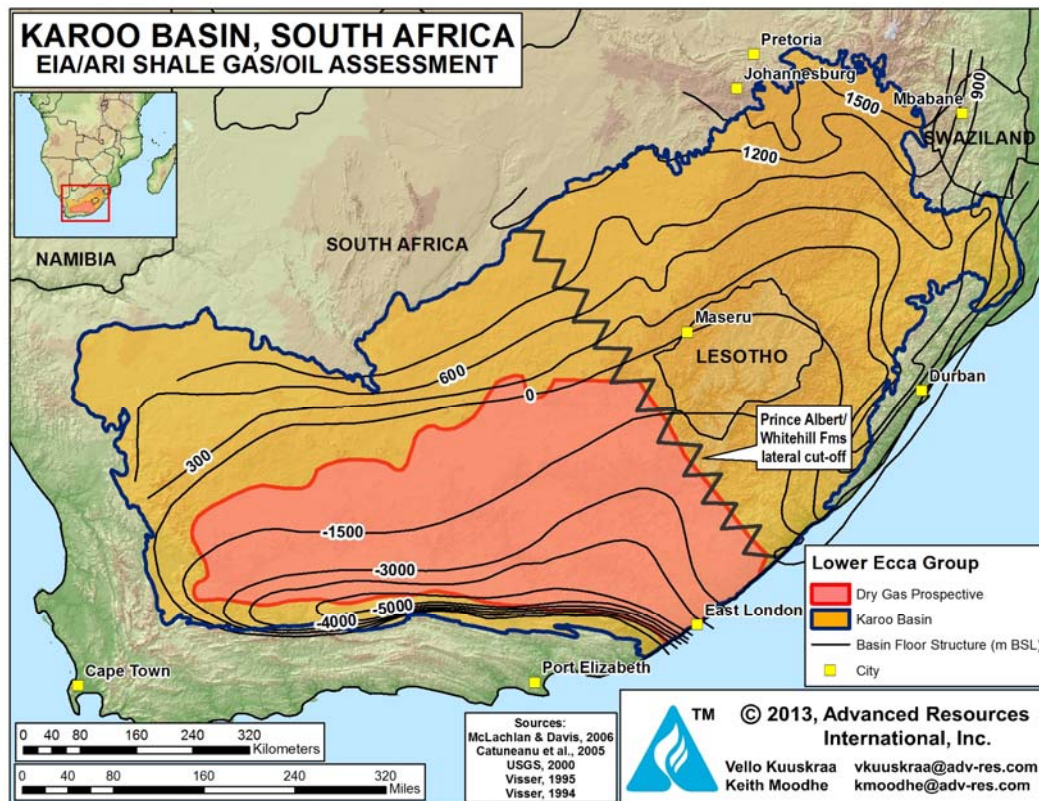 KAROO BASIN, SOUTH AFRICA
EIA/ARI SHALE GAS/OIL ASSESSMENT
Pretoria
Johannesburg
1500
Mbabane
900
SWAZILAND
1200
SOUTH AFRICA
NAMIBIA
Maseru
LESOTHO
600
0
Durban
Prince Albert/
Whitehill Fms
lateral cut-off
300
-1500
-3000
-5000
-4000
East London
Cape Town
Port Elizabeth
Lower Ecca Group
Dry Gas Prospective
Karoo Basin
Basin Floor Structure (m BSL)
City
0 40 80 160 240 320
Kilometers
0 40 80 160 240 320
Miles
Sources:
McLachlan & Davis, 2006
Catuneanu et al., 2005
USGS, 2000
Visser, 1995
Visser, 1994
TM
© 2013, Advanced Resources
International, Inc.
Vello Kuuskraa vkuuskraa@adv-res.com
Keith Moodhe kmoodhe@adv-res.com